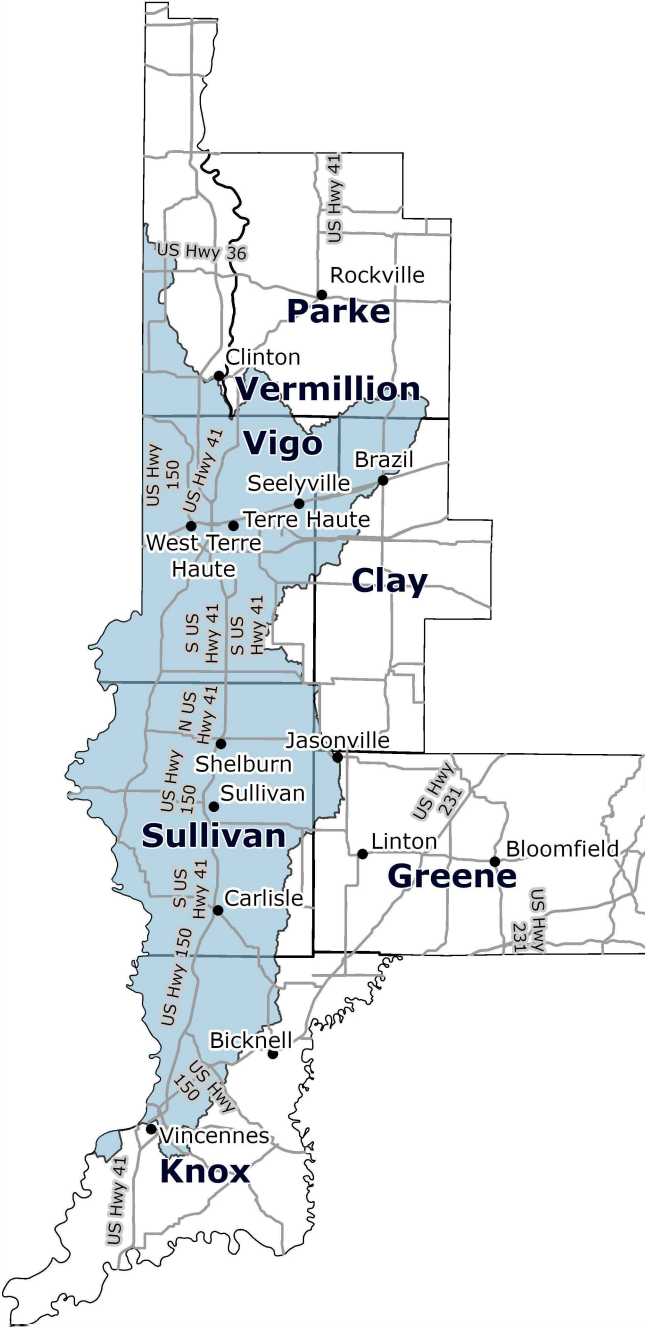 US Hwy 41
US Hwy 36
Rockville
Parke
Clinton
Vermillion
Vigo
US Hwy
150
US Hwy 41
Brazil
Seelyville
Terre Haute
West Terre
Haute
Clay
S US
Hwy 41
S US
Hwy 41
N US
Hwy 41
Jasonville
Shelburn
US Hwy
150
Sullivan
US Hwy
231
Sullivan
Linton
Bloomfield
Greene
S US
Hwy 41
Carlisle
US Hwy
231
US Hwy 150
Bicknell
US Hwy
150
Vincennes
Knox
US Hwy 41